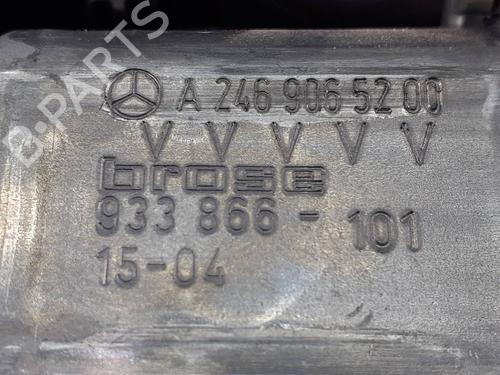 A 246 906 52 00
V V V V V
brose
933 866-101
15-04
B-PARTS